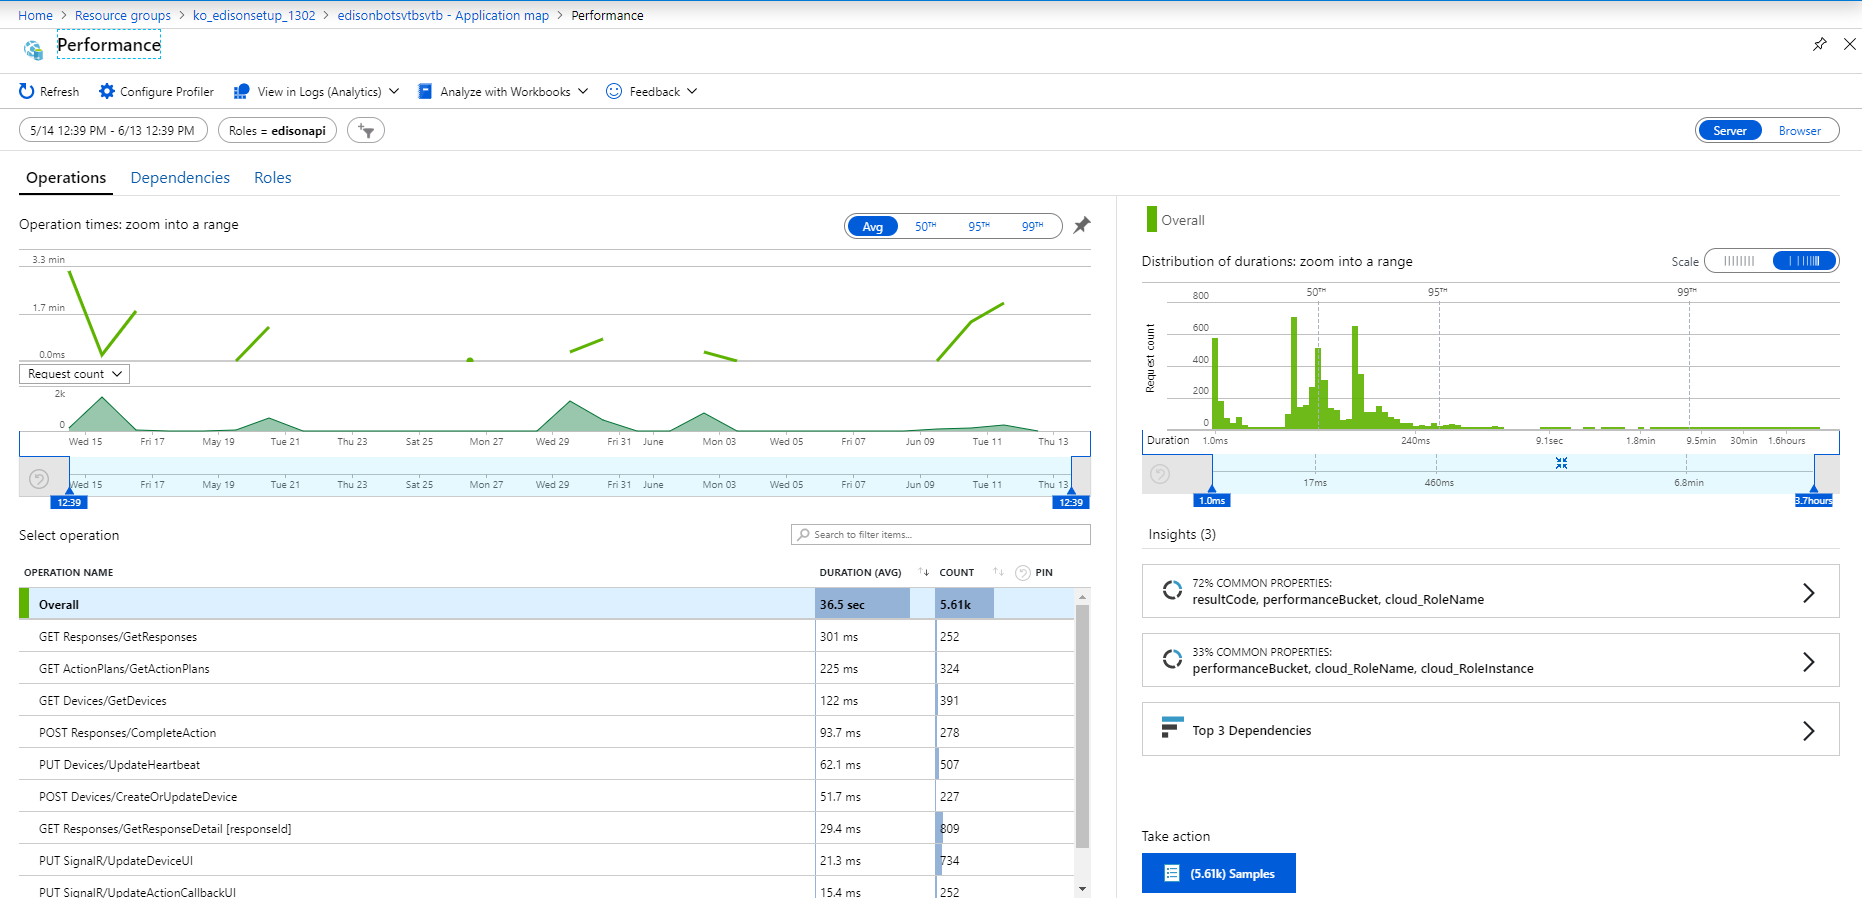 Home > Resource groups > ko_edisonsetup_1302 > edisonbotsvtbsvtb - Application map > Performance
Performance
Refresh Configure Profiler View in Logs (Analytics) Analyze with Workbooks Feedback
5/14 12:39 PM - 6/13 12:39 PM Roles = edisonapi Server Browser
Operations Dependencies Roles
Operation times: zoom into a range Avg 50TH 95TH 99TH
3.3 min
1.7 min
0.0ms
Request count
2k
0
Wed 15 Fri 17 May 19 Tue 21 Thu 23 Sat 25 Mon 27 Wed 29 Fri 31 June Mon 03 Wed 05 Fri 07 Jun 09 Tue 11 Thu 13
Wed 15 Fri 17 May 19 Tue 21 Thu 23 Sat 25 Mon 27 Wed 29 Fri 31 June Mon 03 Wed 05 Fri 07 Jun 09 Tue 11 Thu 13
12:39 12:39
Select operation Search to filter items...
OPERATION NAME DURATION (AVG) COUNT PIN
Overall 36.5 sec 5.61k
GET Responses/GetResponses 301 ms 252
GET ActionPlans/GetActionPlans 225 ms 324
GET Devices/GetDevices 122 ms 391
POST Responses/CompleteAction 93.7 ms 278
PUT Devices/UpdateHeartbeat 62.1 ms 507
POST Devices/CreateOrUpdateDevice 51.7 ms 227
GET Responses/GetResponseDetail [responseId] 29.4 ms 809
PUT SignalR/UpdateDeviceUI 21.3 ms 734
PUT SignalR/UpdateActionCallbackUI 15.4 ms 252
Overall
Distribution of durations: zoom into a range Scale
50TH 95TH 99TH
Request count
800
600
400
200
0
Duration 1.0ms 240ms 9.1sec 1.8min 9.5min 30min 1.6hours
17ms 460ms 6.8min
1.0ms 3.7hours
Insights (3)
72% COMMON PROPERTIES:
resultCode, performanceBucket, cloud_RoleName
33% COMMON PROPERTIES:
performanceBucket, cloud_RoleName, cloud_RoleInstance
Top 3 Dependencies
Take action
(5.61k) Samples